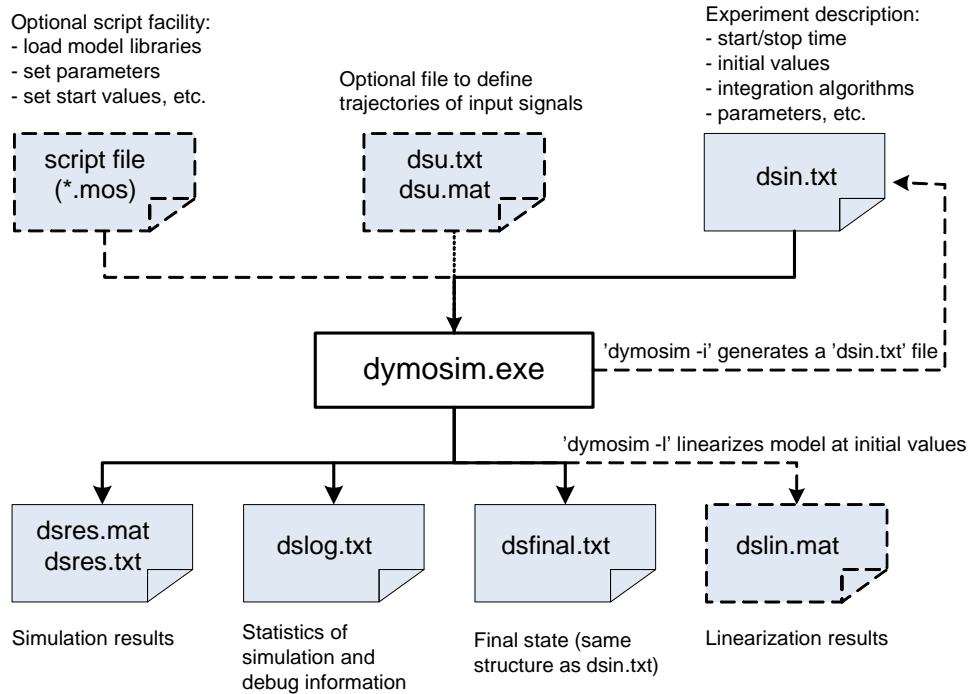 Optional script facility:
- load model libraries
- set parameters
- set start values, etc.
script file
(*.mos)
Optional file to define
trajectories of input signals
dsu.txt
dsu.mat
Experiment description:
- start/stop time
- initial values
- integration algorithms
- parameters, etc.
dsin.txt
dymosim.exe
'dymosim -i' generates a 'dsin.txt' file
'dymosim -l' linearizes model at initial values
dsres.mat
dsres.txt
Simulation results
dslog.txt
Statistics of
simulation and
debug information
dsfinal.txt
Final state (same
structure as dsin.txt)
dslin.mat
Linearization results